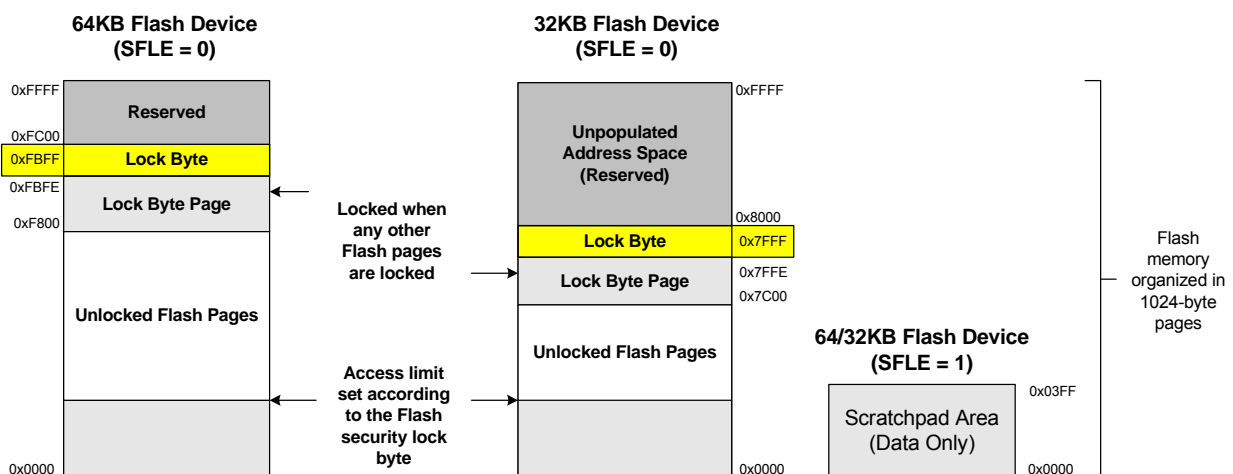 64KB Flash Device
(SFLE = 0)
0xFFFF
Reserved
0xFC00
0xFBFF
Lock Byte
0xFBFE
Lock Byte Page
0xF800
Unlocked Flash Pages
0x0000
Locked when
any other
Flash pages
are locked
Access limit
set according
to the Flash
security lock
byte
32KB Flash Device
(SFLE = 0)
0xFFFF
Unpopulated
Address Space
(Reserved)
0x8000
Lock Byte
0x7FFF
Lock Byte Page
0x7FFE
0x7C00
Unlocked Flash Pages
0x0000
64/32KB Flash Device
(SFLE = 1)
0x03FF
Scratchpad Area
(Data Only)
0x0000
Flash
memory
organized in
1024-byte
pages